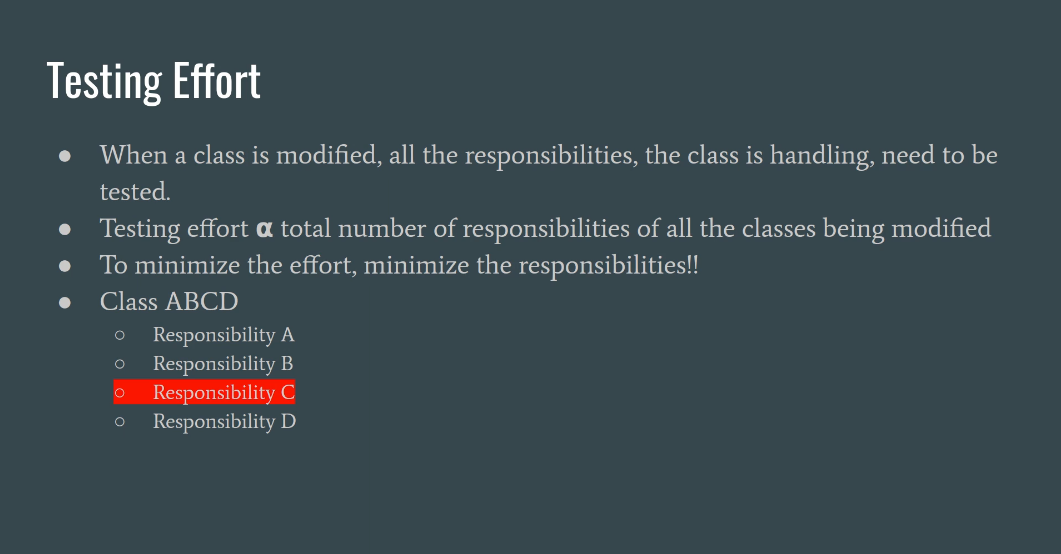 Testing Effort
● When a class is modified, all the responsibilities, the class is handling, need to be
tested.
● Testing effort α total number of responsibilities of all the classes being modified
● To minimize the effort, minimize the responsibilities!!
● Class ABCD
○ Responsibility A
○ Responsibility B
○ Responsibility C
○ Responsibility D